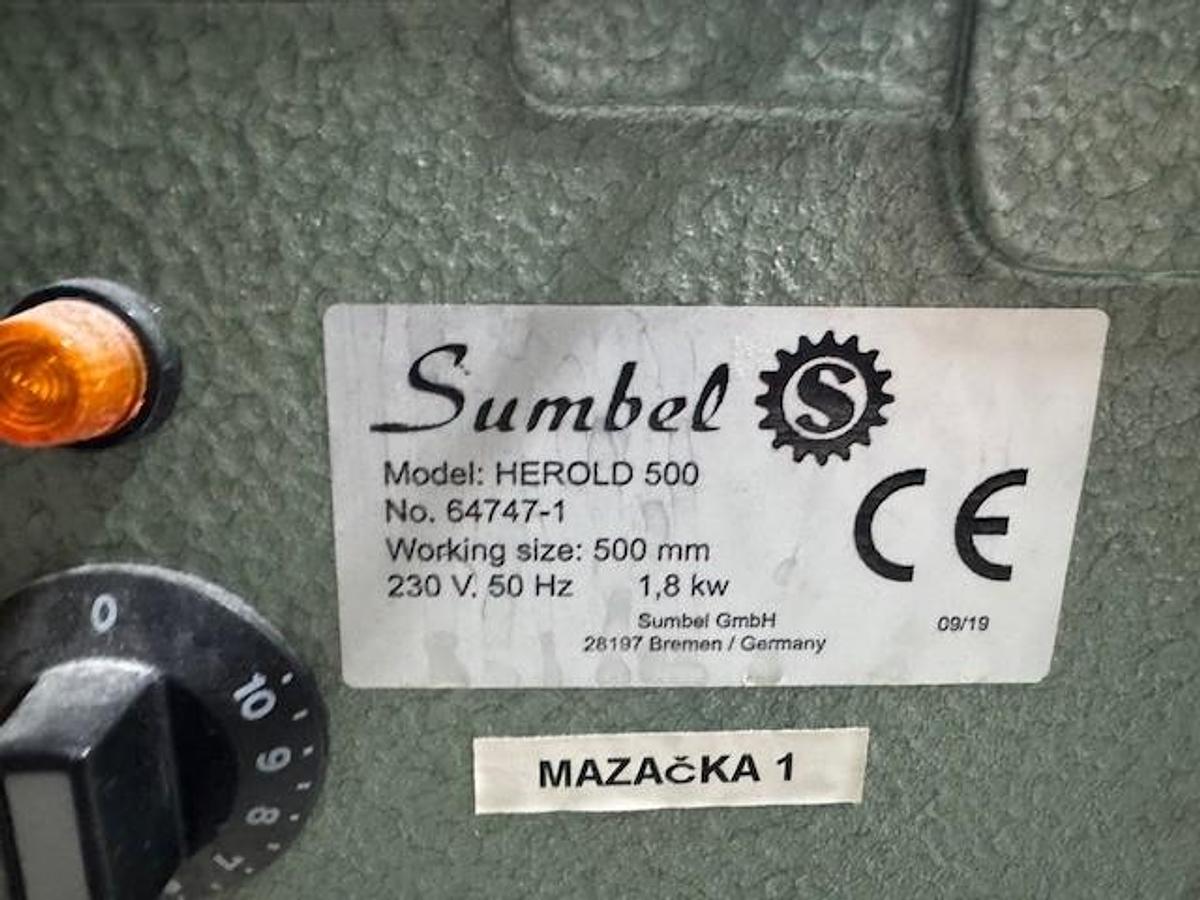 Sumbel S
Model: HEROLD 500
No. 64747-1
Working size: 500 mm
230 V. 50 Hz 1,8 kw
CE
Sumbel GmbH
28197 Bremen / Germany
09/19
MAZAčKA 1
0
10
9
8
7